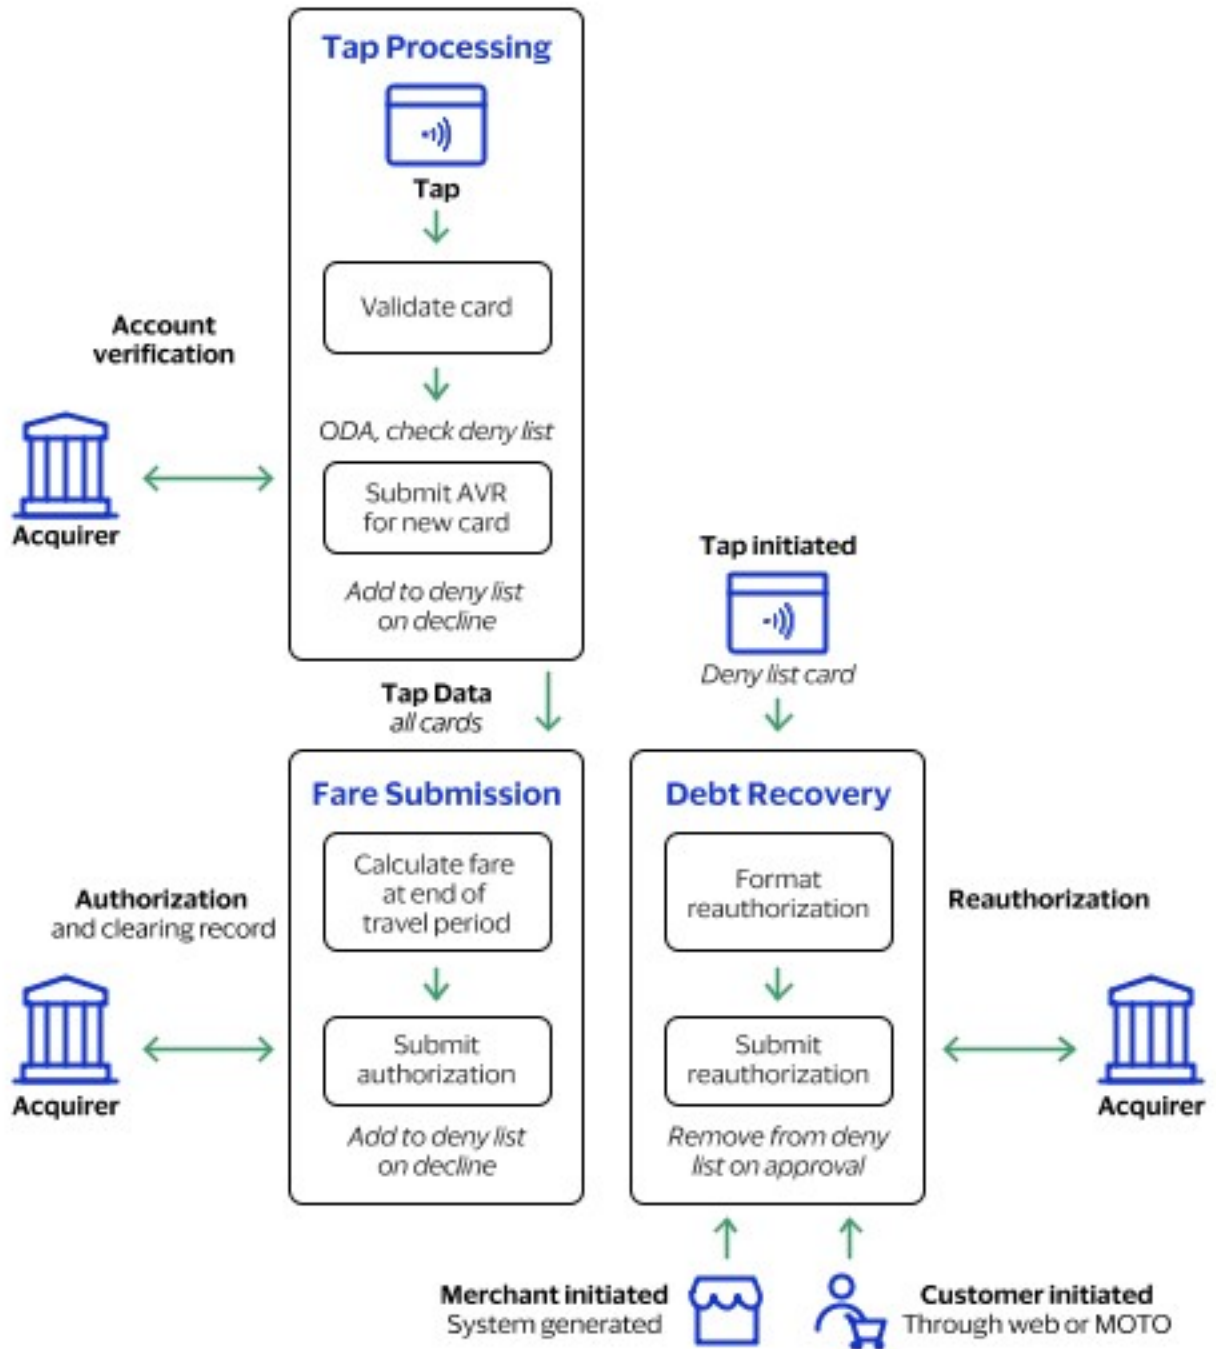 Tap Processing
Tap
Validate card
Account
verification
ODA, check deny list
Submit AVR
for new card
Acquirer
Add to deny list
on decline
Tap initiated
Deny list card
Tap Data
all cards
Fare Submission
Calculate fare
at end of
travel period
Authorization
and clearing record
Submit
authorization
Acquirer
Add to deny list
on decline
Debt Recovery
Format
reauthorization
Reauthorization
Submit
reauthorization
Acquirer
Remove from deny
list on approval
Merchant initiated
System generated
Customer initiated
Through web or MOTO